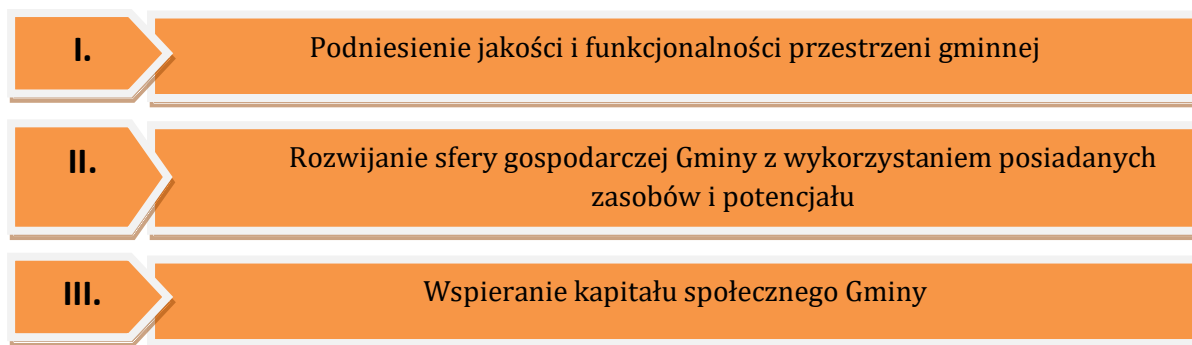 I.
Podniesienie jakości i funkcjonalności przestrzeni gminnej
II.
Rozwijanie sfery gospodarczej Gminy z wykorzystaniem posiadanych
zasobów i potencjału
III.
Wspieranie kapitału społecznego Gminy